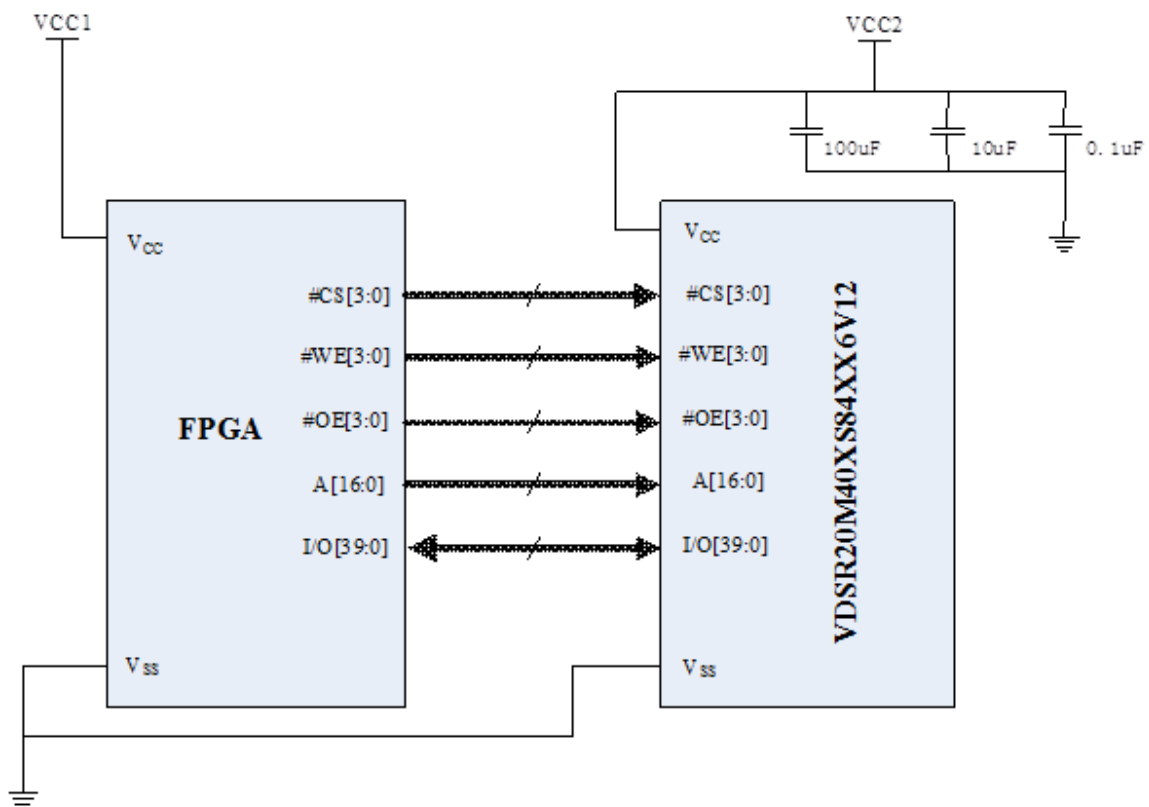 VCC1
VCC2
100uF
10uF
0.1uF
VCC
#CS[3:0]
#WE[3:0]
FPGA
#OE[3:0]
A[16:0]
I/O[39:0]
VSS
VCC
#CS[3:0]
#WE[3:0]
#OE[3:0]
A[16:0]
I/O[39:0]
VSS
VDSR20M40XS84XX6V12